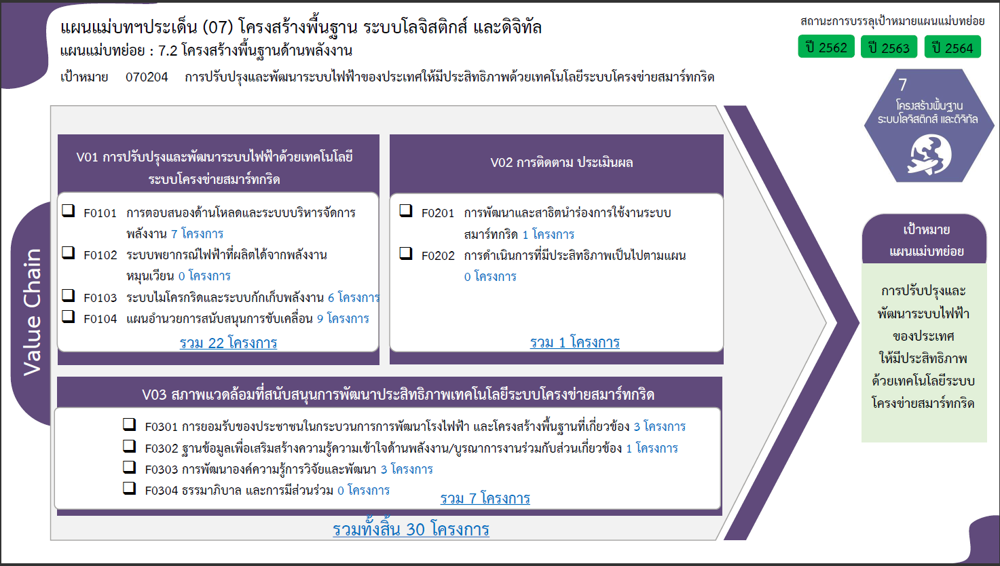 แผนแม่บทฯประเด็น (07) โครงสร้างพื้นฐาน ระบบโลจิสติกส์ และดิจิทัล
แผนแม่บทย่อย : 7.2 โครงสร้างพื้นฐานด้านพลังงาน
เป้าหมาย 070204 การปรับปรุงและพัฒนาระบบไฟฟ้าของประเทศให้มีประสิทธิภาพด้วยเทคโนโลยีระบบโครงข่ายสมาร์ทกริด
สถานะการบรรลุเป้าหมายแผนแม่บทย่อย
ปี 2562 ปี 2563 ปี 2564
7
โครงสร้างพื้นฐาน
ระบบโลจิสติกส์ และดิจิทัล
Value Chain
V01 การปรับปรุงและพัฒนาระบบไฟฟ้าด้วยเทคโนโลยี
ระบบโครงข่ายสมาร์ทกริด
F0101 การตอบสนองด้านโหลดและระบบบริหารจัดการ
พลังงาน 7 โครงการ
F0102 ระบบพยากรณ์ไฟฟ้าที่ผลิตได้จากพลังงาน
หมุนเวียน 0 โครงการ
F0103 ระบบไมโครกริดและระบบกักเก็บพลังงาน 6 โครงการ
F0104 แผนอำนวยการสนับสนุนการขับเคลื่อน 9 โครงการ
รวม 22 โครงการ
V02 การติดตาม ประเมินผล
F0201 การพัฒนาและสาธิตนำร่องการใช้งานระบบ
สมาร์ทกริด 1 โครงการ
F0202 การดำเนินการที่มีประสิทธิภาพเป็นไปตามแผน
0 โครงการ
รวม 1 โครงการ
V03 สภาพแวดล้อมที่สนับสนุนการพัฒนาประสิทธิภาพเทคโนโลยีระบบโครงข่ายสมาร์ทกริด
F0301 การยอมรับของประชาชนในกระบวนการการพัฒนาโรงไฟฟ้า และโครงสร้างพื้นฐานที่เกี่ยวข้อง 3 โครงการ
F0302 ฐานข้อมูลเพื่อเสริมสร้างความรู้ความเข้าใจด้านพลังงาน/บูรณาการงานร่วมกับส่วนเกี่ยวข้อง 1 โครงการ
F0303 การพัฒนาองค์ความรู้การวิจัยและพัฒนา 3 โครงการ
F0304 ธรรมาภิบาล และการมีส่วนร่วม 0 โครงการ
รวม 7 โครงการ
รวมทั้งสิ้น 30 โครงการ
เป้าหมาย
แผนแม่บทย่อย
การปรับปรุงและ
พัฒนาระบบไฟฟ้า
ของประเทศ
ให้มีประสิทธิภาพ
ด้วยเทคโนโลยีระบบ
โครงข่ายสมาร์ทกริด